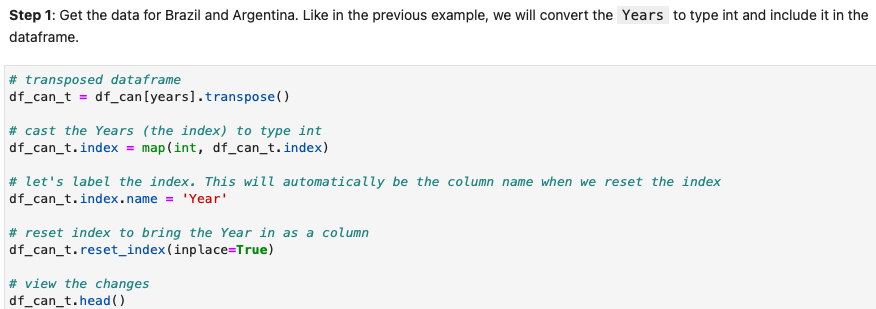 Step 1: Get the data for Brazil and Argentina. Like in the previous example, we will convert the Years to type int and include it in the
dataframe.
# transposed dataframe
df_can_t = df_can[years].transpose()
# cast the Years (the index) to type int
df_can_t.index = map(int, df_can_t.index)
# let's label the index. This will automatically be the column name when we reset the index
df_can_t.index.name = 'Year'
# reset index to bring the Year in as a column
df_can_t.reset_index(inplace=True)
# view the changes
df_can_t.head()